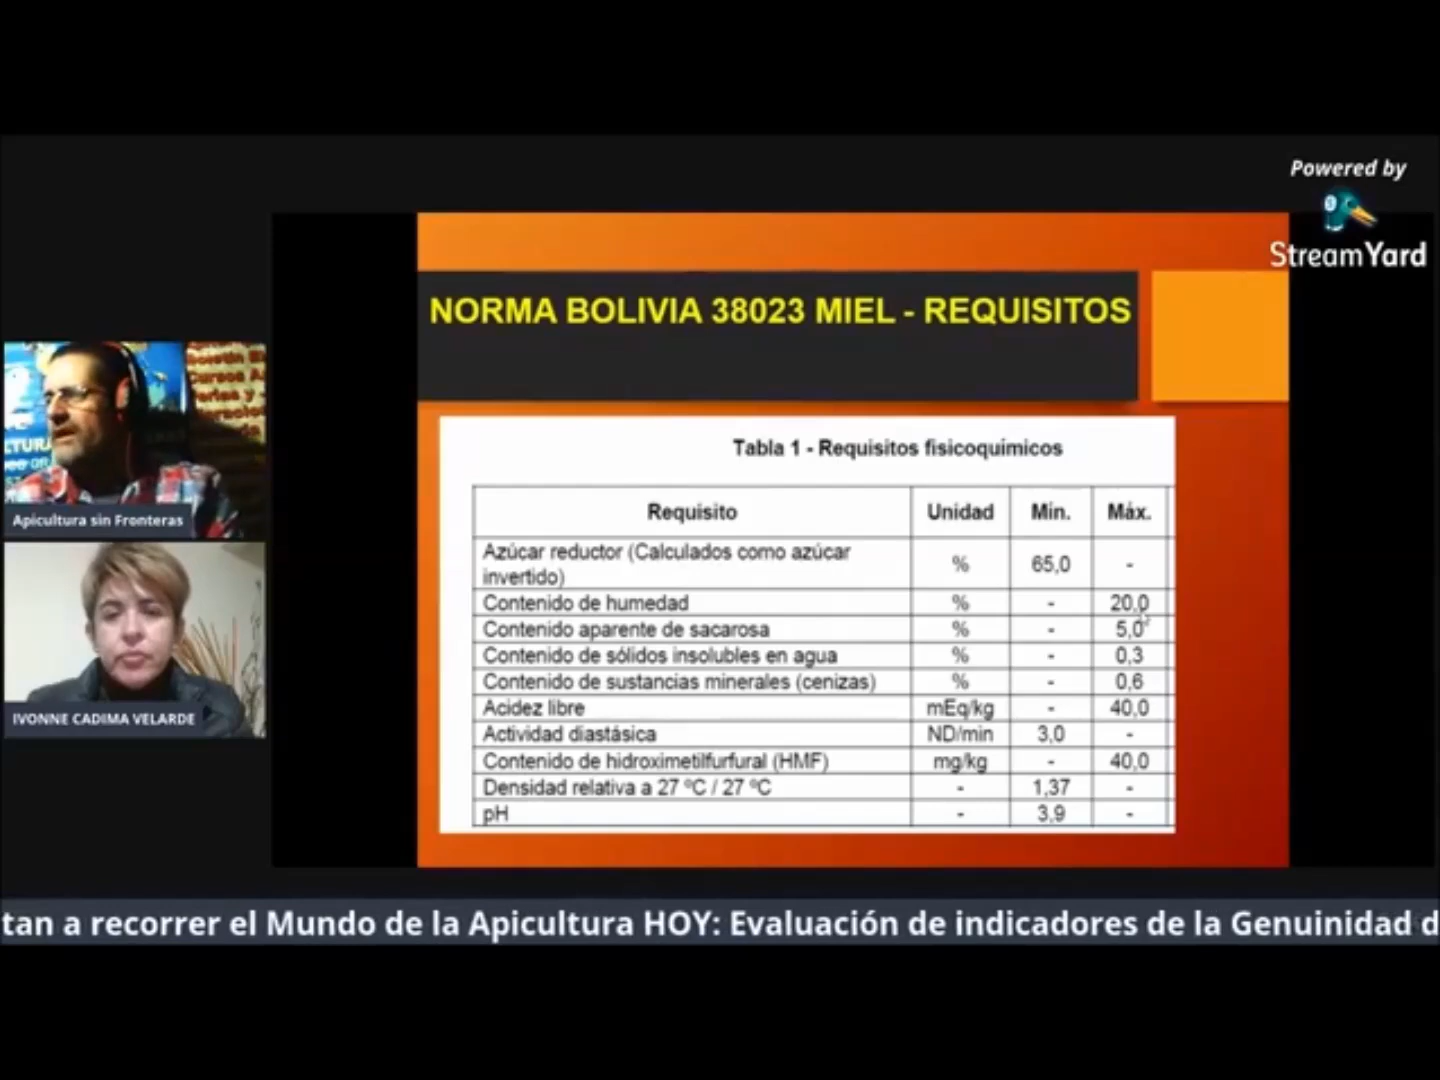 Powered by
StreamYard
NORMA BOLIVIA 38023 MIEL - REQUISITOS
Tabla 1 - Requisitos fisicoquímicos
Requisito Unidad Mín. Máx.
Azúcar reductor (Calculados como azúcar
invertido) % 65,0 -
Contenido de humedad % - 20,0
Contenido aparente de sacarosa % - 5,0
Contenido de sólidos insolubles en agua % - 0,3
Contenido de sustancias minerales (cenizas) % - 0,6
Acidez libre mEq/kg - 40,0
Actividad diastásica ND/min 3,0 -
Contenido de hidroximetilfurfural (HMF) mg/kg - 40,0
Densidad relativa a 27 ºC / 27 ºC - 1,37 -
pH - 3,9 -
Cursos A
Ferias y
Apicultura sin Fronteras
IVONNE CADIMA VELARDE
tan a recorrer el Mundo de la Apicultura HOY: Evaluación de indicadores de la Genuinidad d